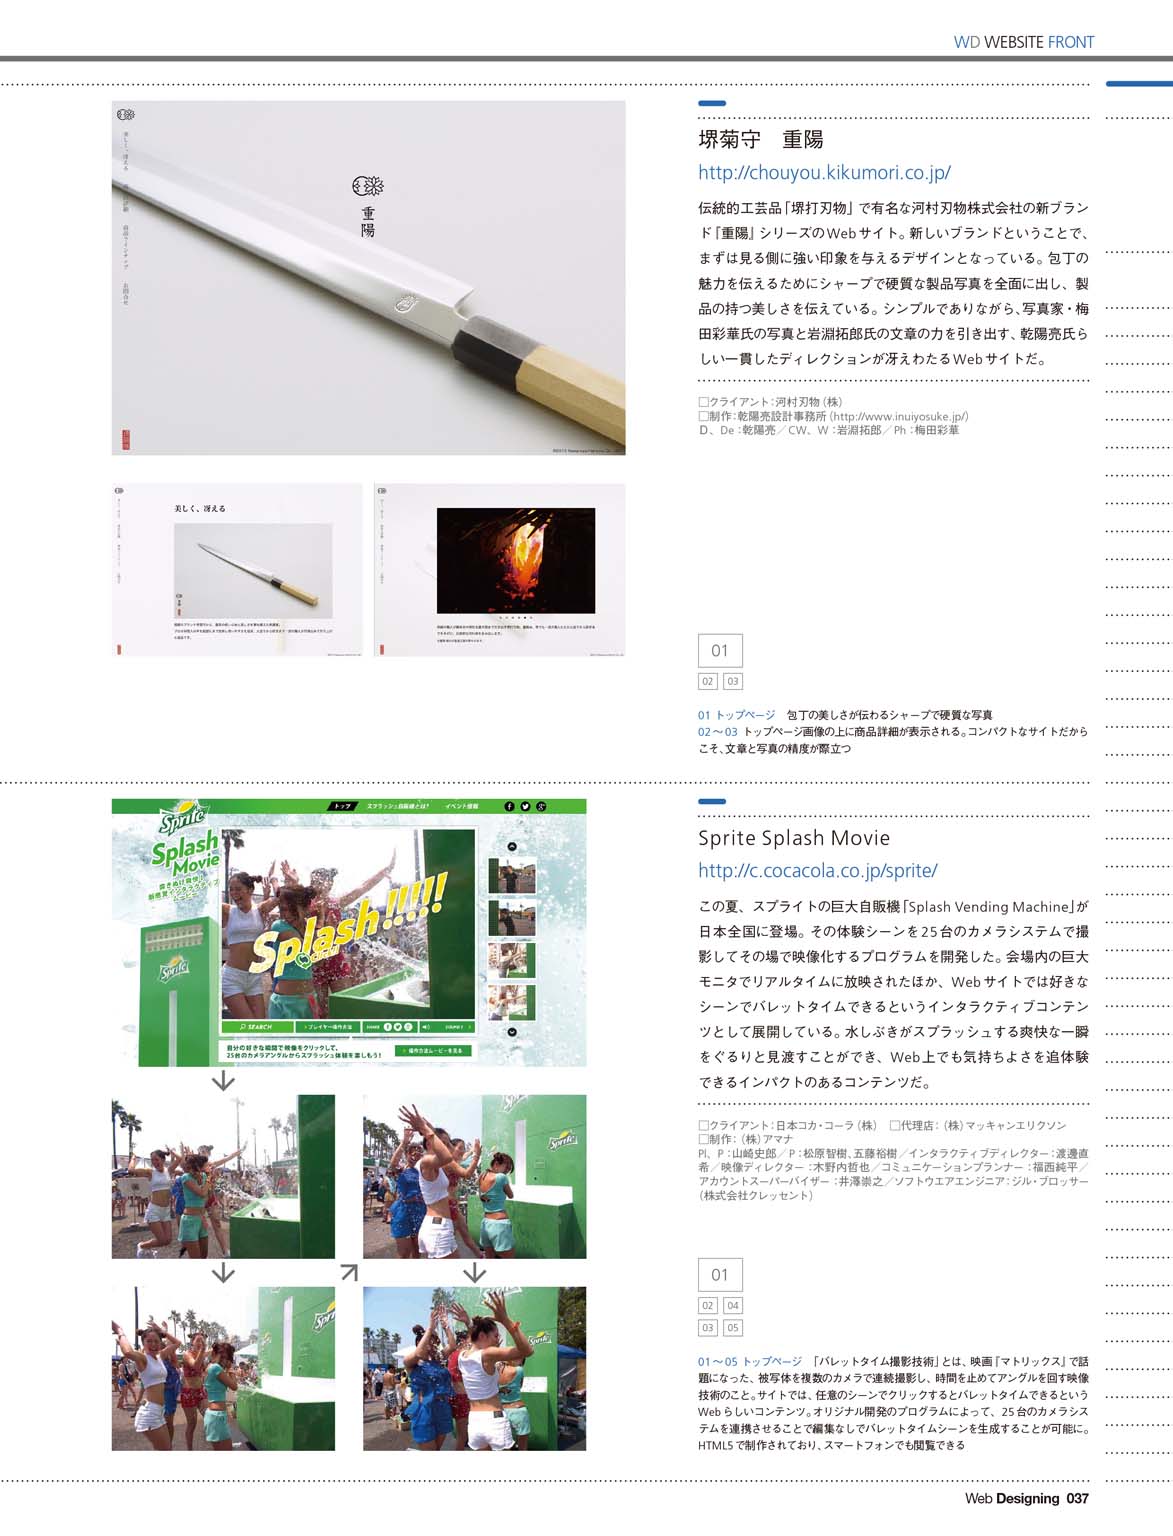 WD WEBSITE FRONT
堺菊守　重陽
http://chouyou.kikumori.co.jp/
伝統的工芸品「堺打刃物」で有名な河村刃物株式会社の新ブラン
ド『重陽』シリーズのWebサイト。新しいブランドということで、
まずは見る側に強い印象を与えるデザインとなっている。包丁の
魅力を伝えるためにシャープで硬質な製品写真を全面に出し、製
品の持つ美しさを伝えている。シンプルでありながら、写真家・梅
田彩華氏の写真と岩淵拓郎氏の文章の力を引き出す、乾陽亮氏ら
しい一貫したディレクションが冴えわたるWebサイトだ。
□クライアント：河村刃物（株）
□制作：乾陽亮設計事務所（http://www.inuiyosuke.jp/）
D、De：乾陽亮／CW、W：岩淵拓郎／Ph：梅田彩華
重陽
美しく、冴える
商品ラインナップ
お問合せ
美しく、冴える
01
02 03
01 トップページ　包丁の美しさが伝わるシャープで硬質な写真
02〜03 トップページ画像の上に商品詳細が表示される。コンパクトなサイトだから
こそ、文章と写真の精度が際立つ
Sprite
Splash
Movie
トップ
スプラッシュ自販機とは?
イベント情報
Splash!!!!!
CLICK!
Sprite
SEARCH
プレイヤー操作方法
SHARE
自分の好きな瞬間で映像をクリックして、
25台のカメラアングルからスプラッシュ体験を楽しもう!
操作方法ムービーを見る
Sprite
Sprite
Sprite
Sprite Splash Movie
http://c.cocacola.co.jp/sprite/
この夏、スプライトの巨大自販機「Splash Vending Machine」が
日本全国に登場。その体験シーンを25台のカメラシステムで撮
影してその場で映像化するプログラムを開発した。会場内の巨大
モニタでリアルタイムに放映されたほか、Webサイトでは好きな
シーンでバレットタイムできるというインタラクティブコンテン
ツとして展開している。水しぶきがスプラッシュする爽快な一瞬
をぐるりと見渡すことができ、Web上でも気持ちよさを追体験
できるインパクトのあるコンテンツだ。
□クライアント：日本コカ・コーラ（株）　□代理店：（株）マッキャンエリクソン
□制作：（株）アマナ
Pl、P：山崎史郎／P：松原智樹、五藤裕樹／インタラクティブディレクター：渡邊直
希／映像ディレクター：木野内哲也／コミュニケーションプランナー：福西純平／
アカウントスーパーバイザー：井澤崇之／ソフトウエアエンジニア：ジル・ブロッサー
（株式会社クレッセント）
01
02 04
03 05
01〜05 トップページ　「バレットタイム撮影技術」とは、映画『マトリックス』で話
題になった、被写体を複数のカメラで連続撮影し、時間を止めてアングルを回す映像
技術のこと。サイトでは、任意のシーンでクリックするとバレットタイムできるという
Webらしいコンテンツ。オリジナル開発のプログラムによって、25台のカメラシス
テムを連携させることで編集なしでバレットタイムシーンを生成することが可能に。
HTML5で制作されており、スマートフォンでも閲覧できる
Web Designing 037